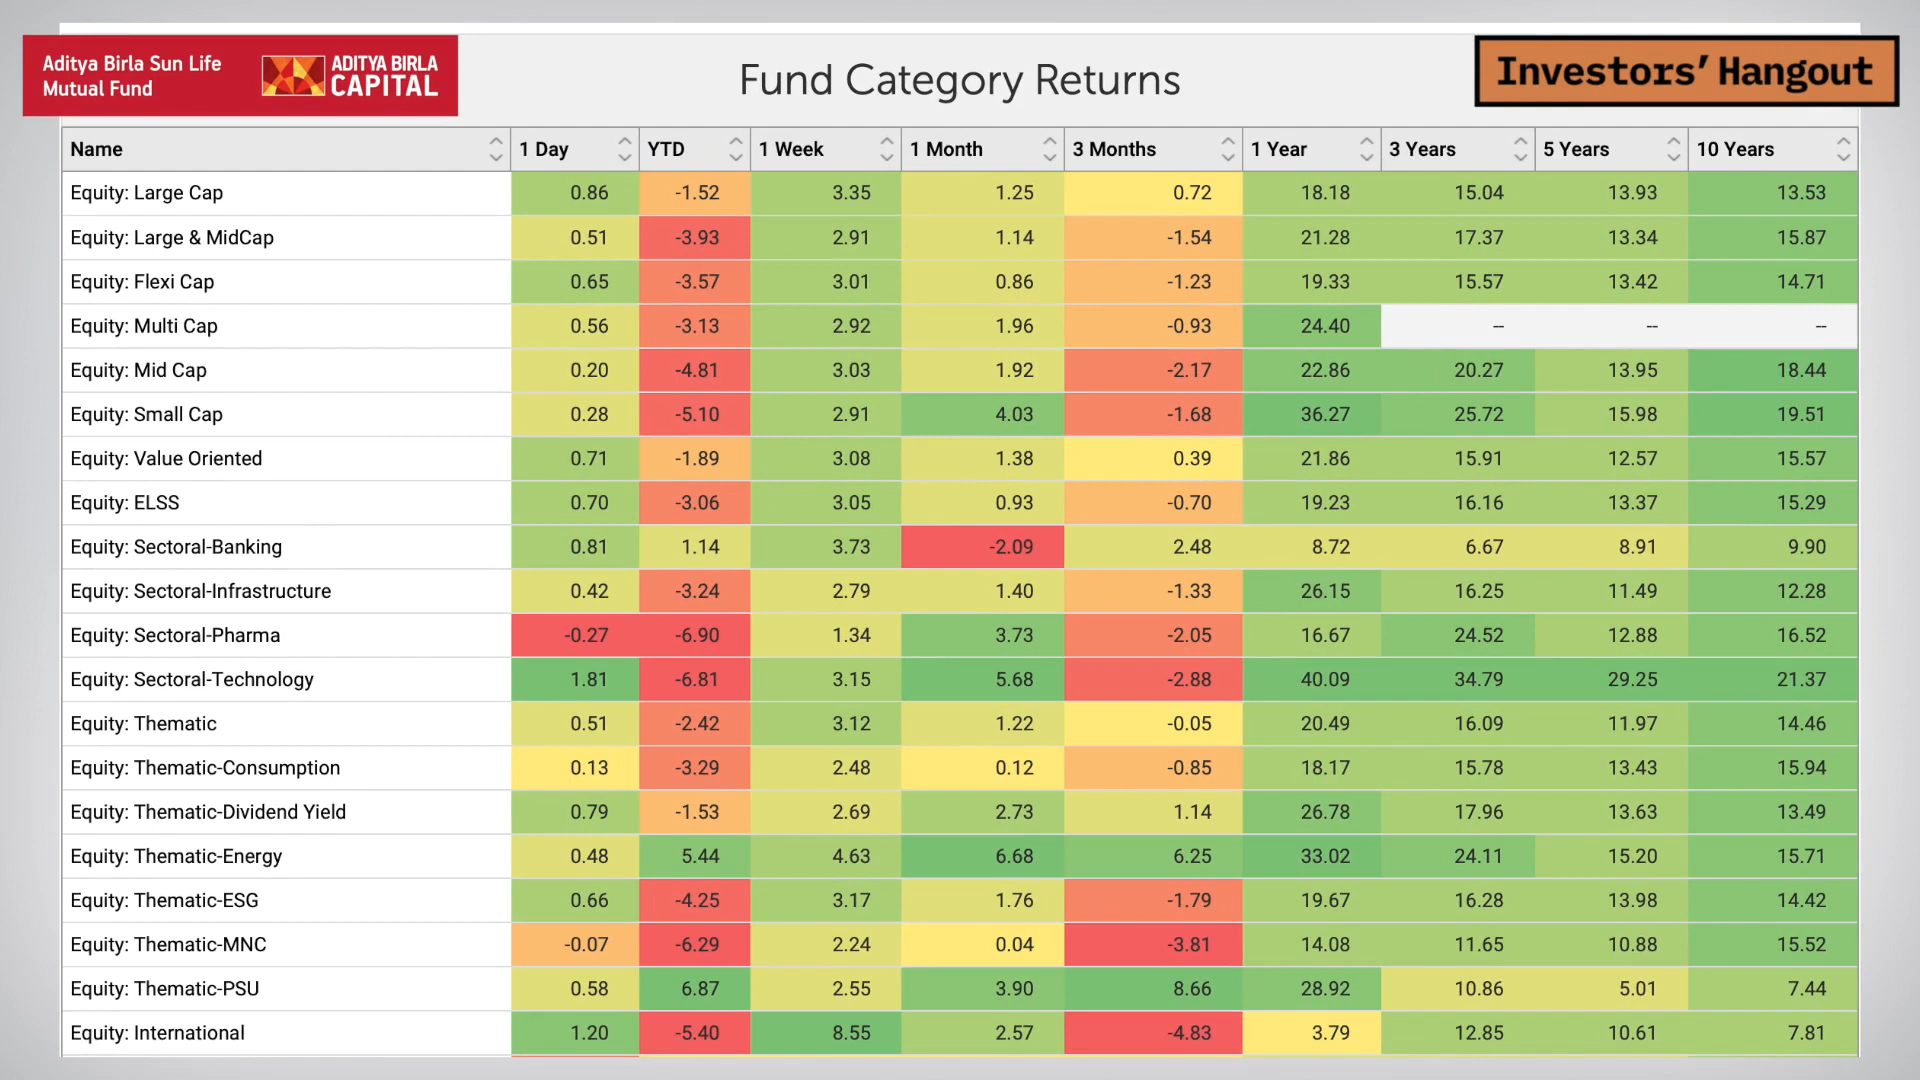 Aditya Birla Sun Life
Mutual Fund
ADITYA BIRLA
CAPITAL
Fund Category Returns
Investors' Hangout
Name 1 Day YTD 1 Week 1 Month 3 Months 1 Year 3 Years 5 Years 10 Years
Equity: Large Cap 0.86 -1.52 3.35 1.25 0.72 18.18 15.04 13.93 13.53
Equity: Large & MidCap 0.51 -3.93 2.91 1.14 -1.54 21.28 17.37 13.34 15.87
Equity: Flexi Cap 0.65 -3.57 3.01 0.86 -1.23 19.33 15.57 13.42 14.71
Equity: Multi Cap 0.56 -3.13 2.92 1.96 -0.93 24.40 -- -- --
Equity: Mid Cap 0.20 -4.81 3.03 1.92 -2.17 22.86 20.27 13.95 18.44
Equity: Small Cap 0.28 -5.10 2.91 4.03 -1.68 36.27 25.72 15.98 19.51
Equity: Value Oriented 0.71 -1.89 3.08 1.38 0.39 21.86 15.91 12.57 15.57
Equity: ELSS 0.70 -3.06 3.05 0.93 -0.70 19.23 16.16 13.37 15.29
Equity: Sectoral-Banking 0.81 1.14 3.73 -2.09 2.48 8.72 6.67 8.91 9.90
Equity: Sectoral-Infrastructure 0.42 -3.24 2.79 1.40 -1.33 26.15 16.25 11.49 12.28
Equity: Sectoral-Pharma -0.27 -6.90 1.34 3.73 -2.05 16.67 24.52 12.88 16.52
Equity: Sectoral-Technology 1.81 -6.81 3.15 5.68 -2.88 40.09 34.79 29.25 21.37
Equity: Thematic 0.51 -2.42 3.12 1.22 -0.05 20.49 16.09 11.97 14.46
Equity: Thematic-Consumption 0.13 -3.29 2.48 0.12 -0.85 18.17 15.78 13.43 15.94
Equity: Thematic-Dividend Yield 0.79 -1.53 2.69 2.73 1.14 26.78 17.96 13.63 13.49
Equity: Thematic-Energy 0.48 5.44 4.63 6.68 6.25 33.02 24.11 15.20 15.71
Equity: Thematic-ESG 0.66 -4.25 3.17 1.76 -1.79 19.67 16.28 13.98 14.42
Equity: Thematic-MNC -0.07 -6.29 2.24 0.04 -3.81 14.08 11.65 10.88 15.52
Equity: Thematic-PSU 0.58 6.87 2.55 3.90 8.66 28.92 10.86 5.01 7.44
Equity: International 1.20 -5.40 8.55 2.57 -4.83 3.79 12.85 10.61 7.81